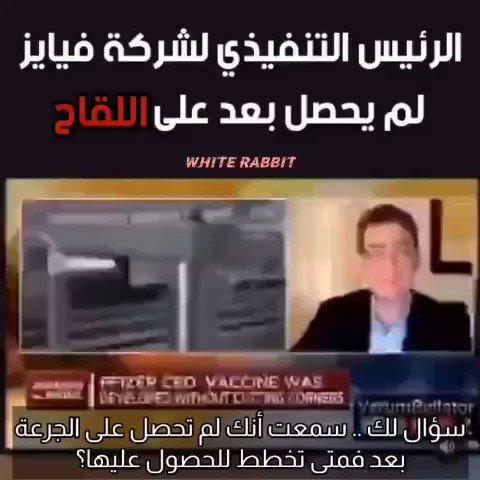 الرئيس التنفيذي لشركة فيايز
لم يحصل بعد على اللقاح
WHITE RABBIT
PFIZER CEO: VACCINE WAS
DEVELOPED WITHOUT CUTTING CORNERS
VerumBellator
سؤال لك .. سمعت أنك لم تحصل على الجرعة
بعد فمتى تخطط للحصول عليها؟